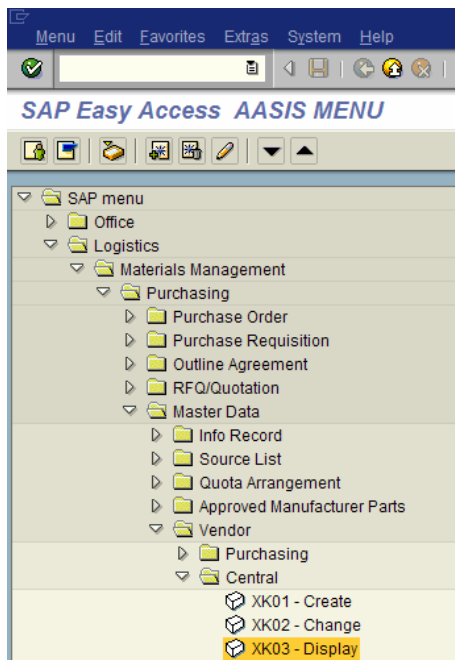 Menu Edit Favorites Extras System Help
SAP Easy Access AASIS MENU
SAP menu
Office
Logistics
Materials Management
Purchasing
Purchase Order
Purchase Requisition
Outline Agreement
RFQ/Quotation
Master Data
Info Record
Source List
Quota Arrangement
Approved Manufacturer Parts
Vendor
Purchasing
Central
XK01 - Create
XK02 - Change
XK03 - Display